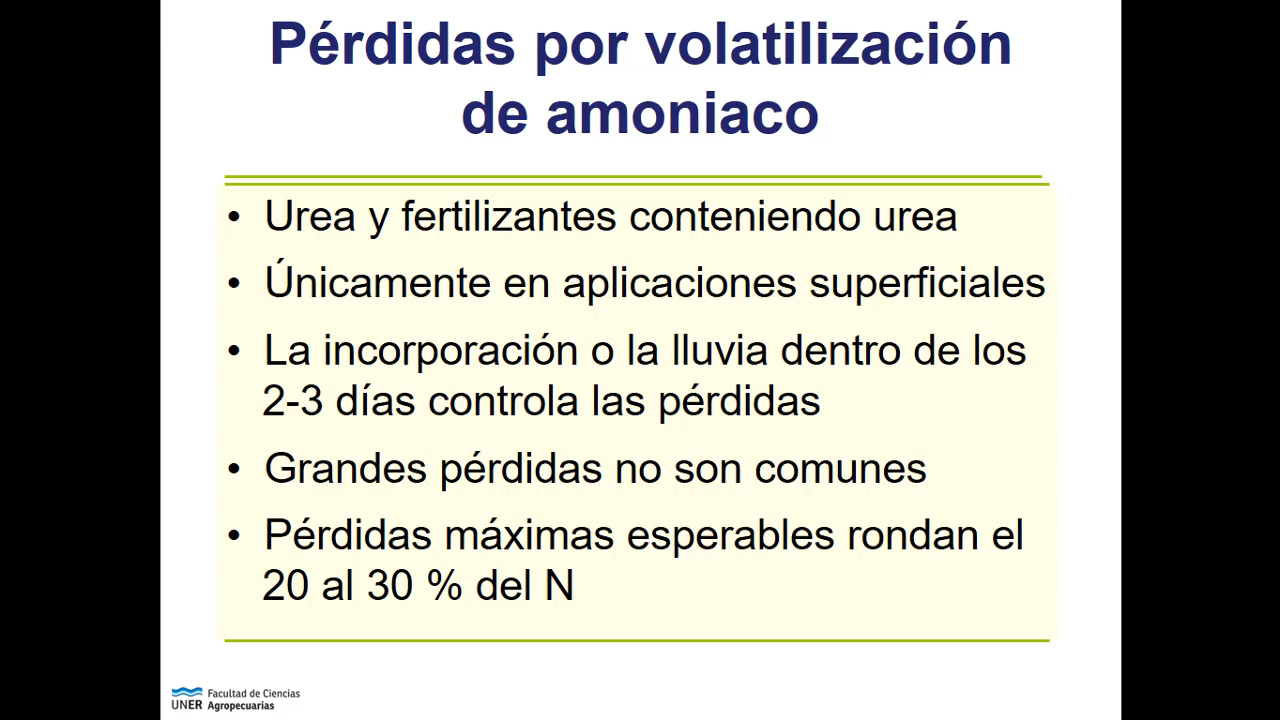 Pérdidas por volatilización
de amoniaco
• Urea y fertilizantes conteniendo urea
• Únicamente en aplicaciones superficiales
• La incorporación o la lluvia dentro de los
2-3 días controla las pérdidas
• Grandes pérdidas no son comunes
• Pérdidas máximas esperables rondan el
20 al 30 % del N
UNER Facultad de Ciencias
Agropecuarias